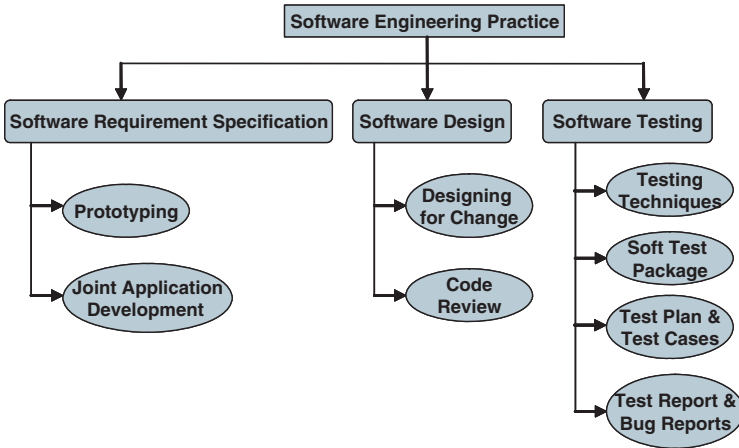 Software Engineering Practice
Software Requirement Specification
Software Design
Software Testing
Prototyping
Joint Application
Development
Designing
for Change
Code
Review
Testing
Techniques
Soft Test
Package
Test Plan &
Test Cases
Test Report &
Bug Reports